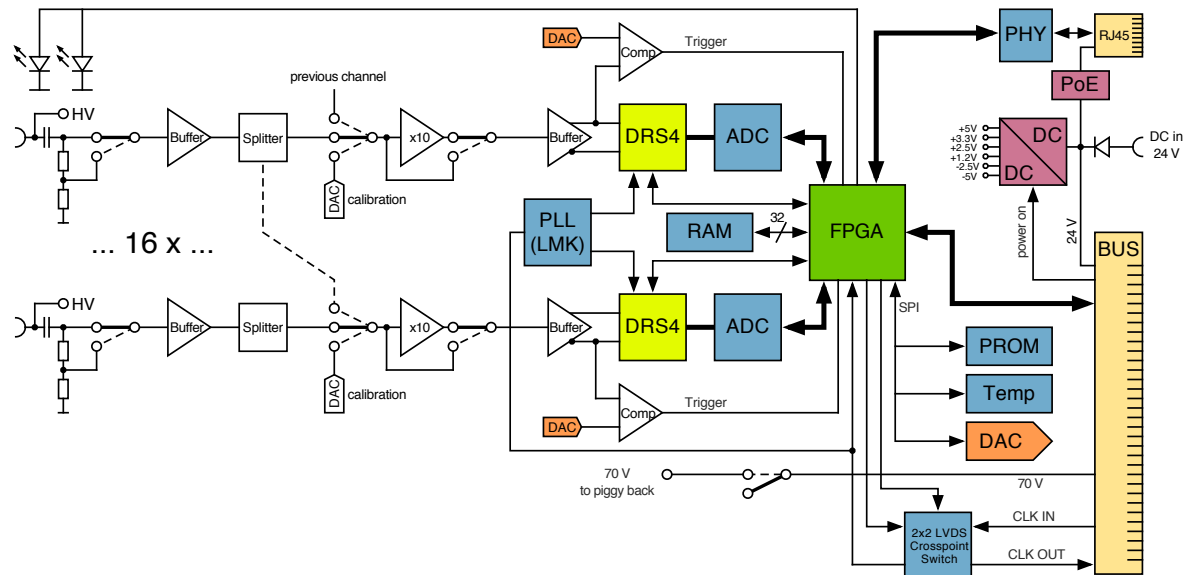 DAC
Comp
Trigger
PHY
RJ45
PoE
previous channel
HV
Buffer
Splitter
x10
Buffer
DRS4
ADC
+5V
+3.3V
+2.5V
+1.2V
-2.5V
-5V
DC
DC
DC in
24 V
DAC
calibration
... 16 x ...
PLL
(LMK)
RAM
32
FPGA
power on
24 V
BUS
HV
Buffer
Splitter
x10
Buffer
DRS4
ADC
SPI
PROM
DAC
calibration
Comp
Trigger
Temp
DAC
DAC
70 V
to piggy back
70 V
CLK IN
2x2 LVDS
Crosspoint
Switch
CLK OUT